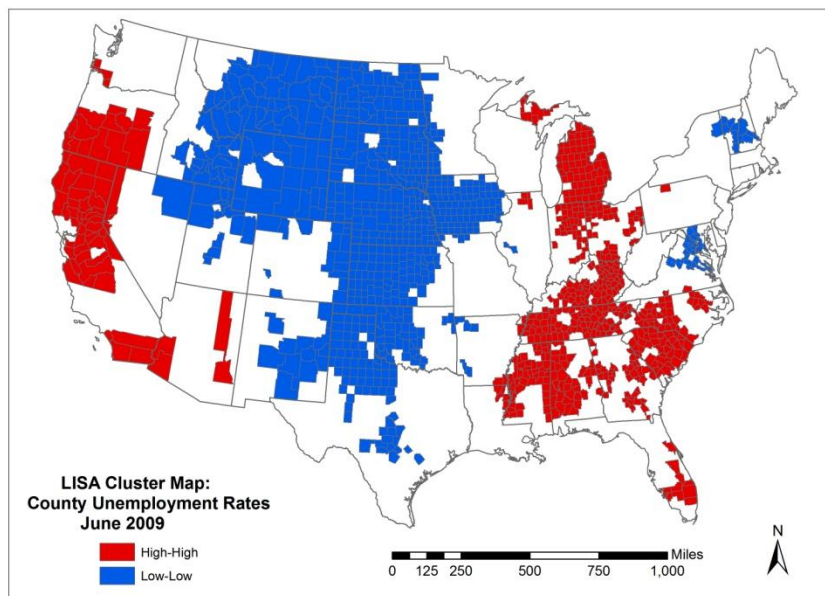 LISA Cluster Map:
County Unemployment Rates
June 2009
High-High
Low-Low
N
Miles
0 125 250 500 750 1,000